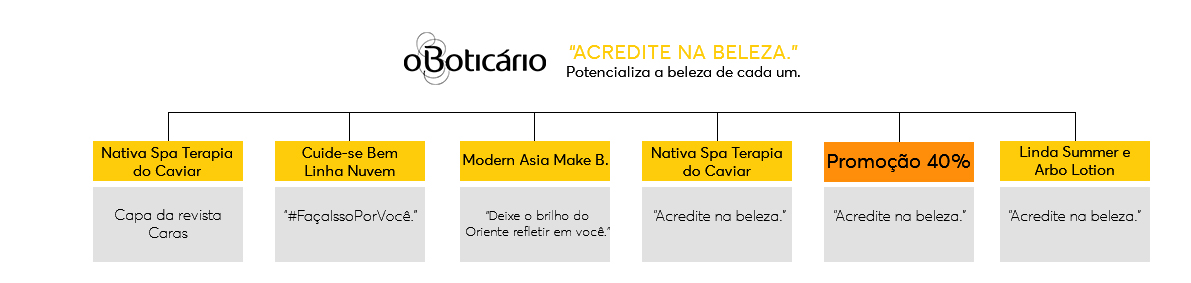 oBoticário
"ACREDITE NA BELEZA."
Potencializa a beleza de cada um.
Nativa Spa Terapia
do Caviar
Cuide-se Bem
Linha Nuvem
Modern Asia Make B.
Nativa Spa Terapia
do Caviar
Promoção 40%
Linda Summer e
Arbo Lotion
Capa da revista
Caras
"#FaçaIssoPorVocê."
"Deixe o brilho do
Oriente refletir em você."
"Acredite na beleza."
"Acredite na beleza."
"Acredite na beleza."